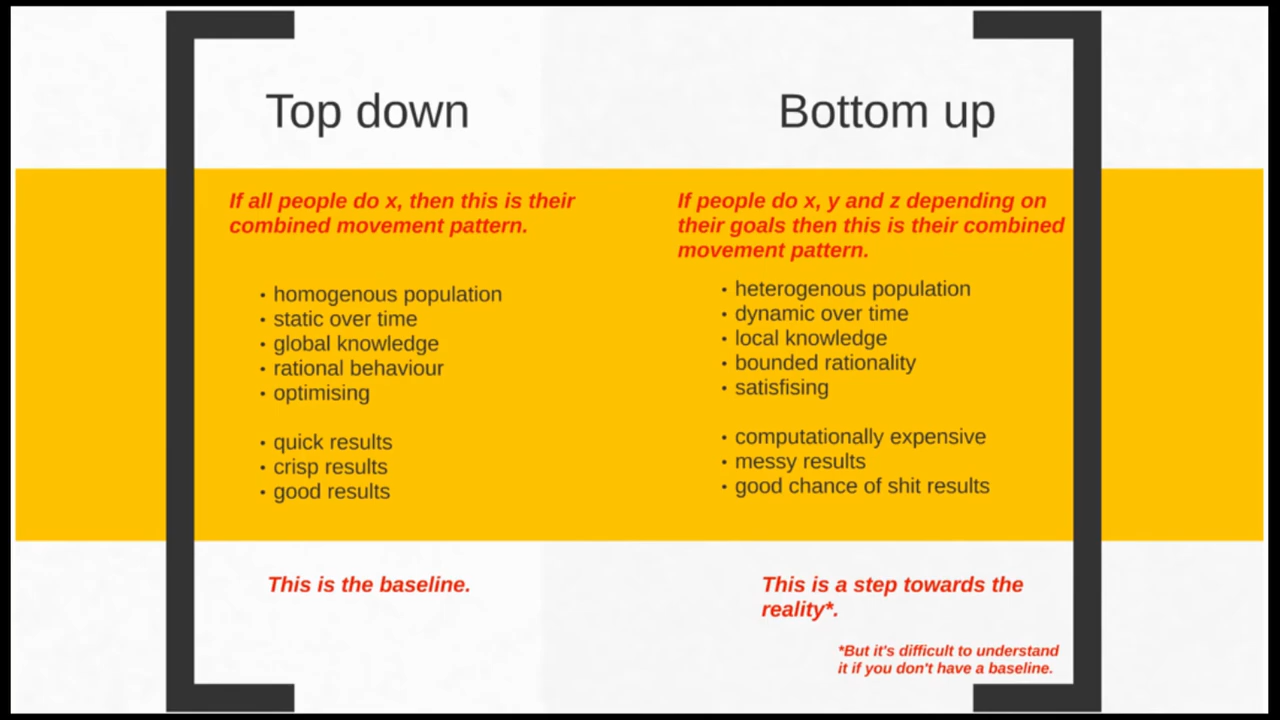 Top down
If all people do x, then this is their
combined movement pattern.
• homogenous population
• static over time
• global knowledge
• rational behaviour
• optimising
• quick results
• crisp results
• good results
This is the baseline.
Bottom up
If people do x, y and z depending on
their goals then this is their combined
movement pattern.
• heterogenous population
• dynamic over time
• local knowledge
• bounded rationality
• satisfising
• computationally expensive
• messy results
• good chance of shit results
This is a step towards the
reality*.
*But it's difficult to understand
it if you don't have a baseline.